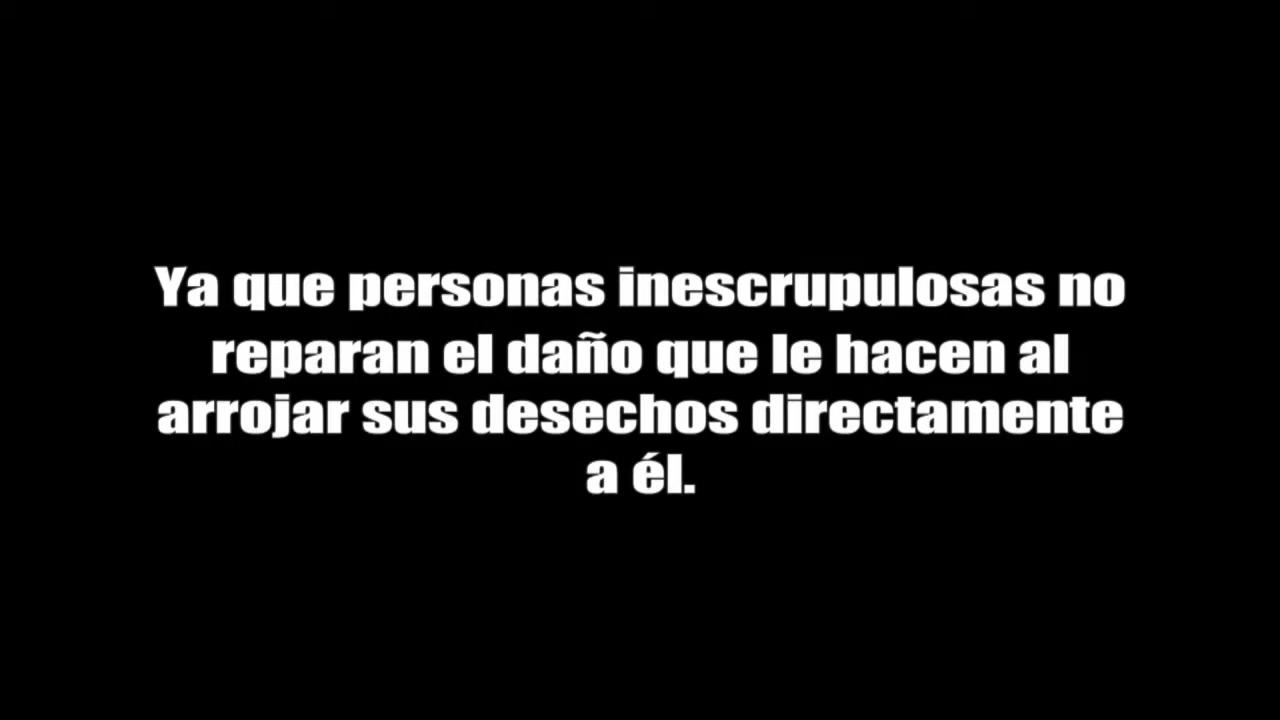 Ya que personas inescrupulosas no
reparan el daño que le hacen al
arrojar sus desechos directamente
a él.